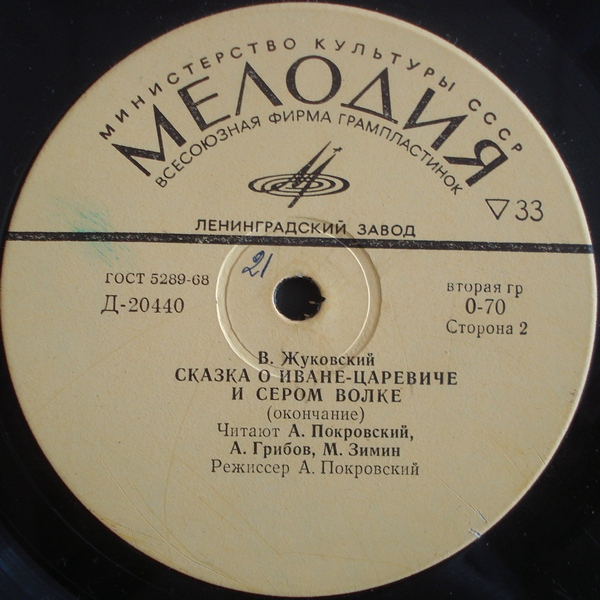 МИНИСТЕРСТВО КУЛЬТУРЫ СССР
МЕЛОДИЯ
ВСЕСОЮЗНАЯ ФИРМА ГРАМПЛАСТИНОК
▽33
ЛЕНИНГРАДСКИЙ ЗАВОД
21
ГОСТ 5289-68
Д-20440
вторая гр
0-70
Сторона 2
В. Жуковский
СКАЗКА О ИВАНЕ-ЦАРЕВИЧЕ
И СЕРОМ ВОЛКЕ
(окончание)
Читают А. Покровский,
А. Грибов, М. Зимин
Режиссер А. Покровский